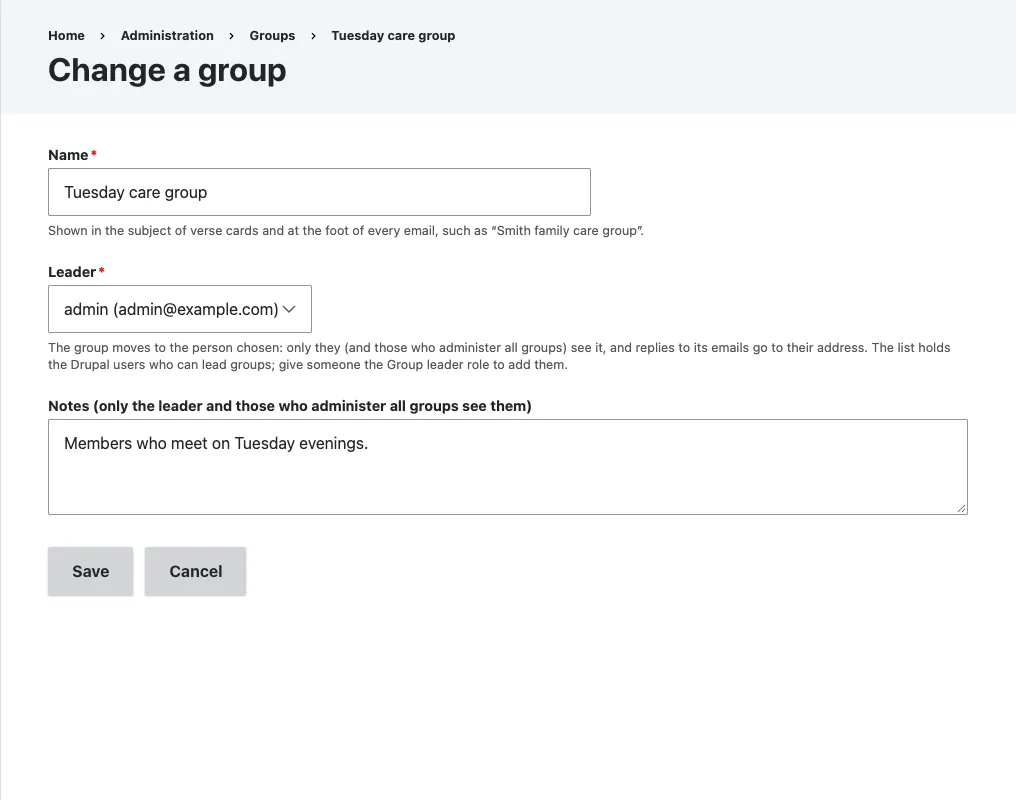 Home › Administration › Groups › Tuesday care group
Change a group
Name*
Tuesday care group
Shown in the subject of verse cards and at the foot of every email, such as “Smith family care group”.
Leader*
admin (admin@example.com)
The group moves to the person chosen: only they (and those who administer all groups) see it, and replies to its emails go to their address. The list holds
the Drupal users who can lead groups; give someone the Group leader role to add them.
Notes (only the leader and those who administer all groups see them)
Members who meet on Tuesday evenings.
Save Cancel